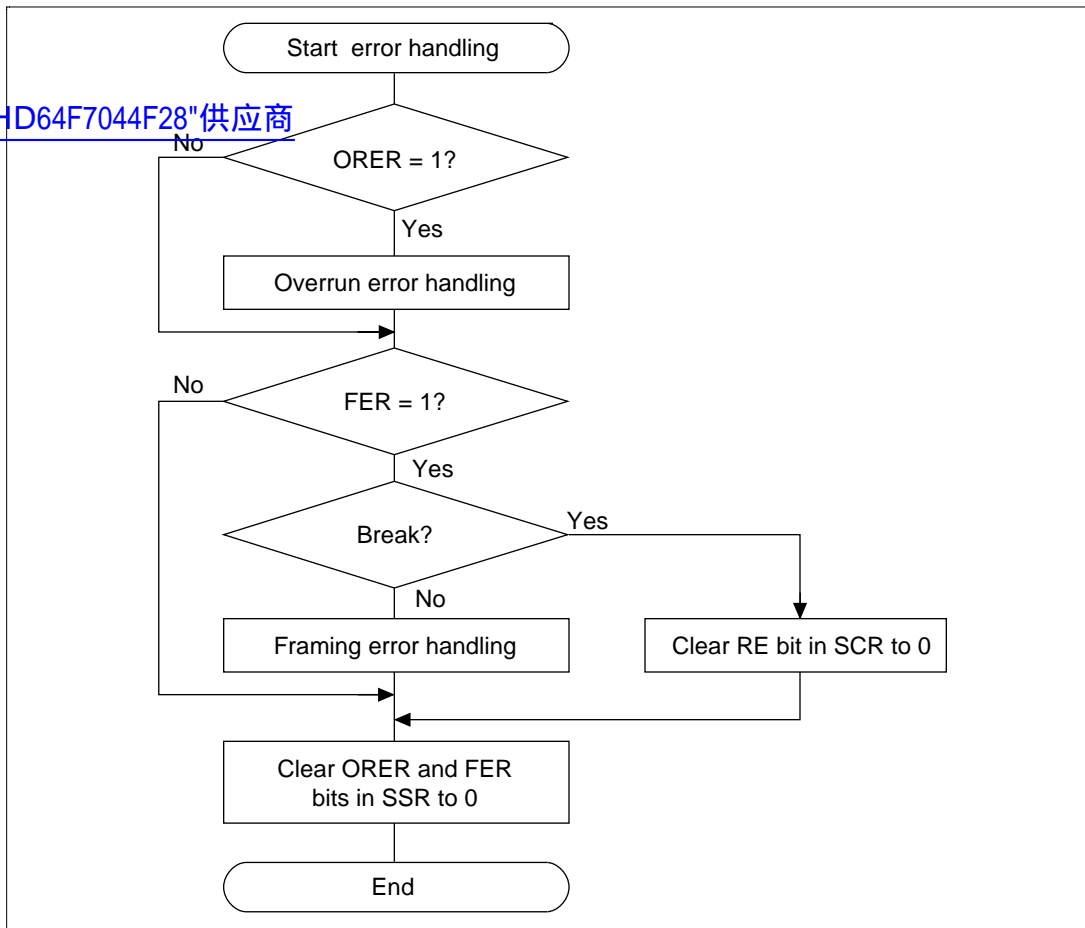 Start error handling
HD64F7044F28"供应商
No
ORER = 1?
Yes
Overrun error handling
No
FER = 1?
Yes
Break?
Yes
No
Framing error handling
Clear RE bit in SCR to 0
Clear ORER and FER
bits in SSR to 0
End